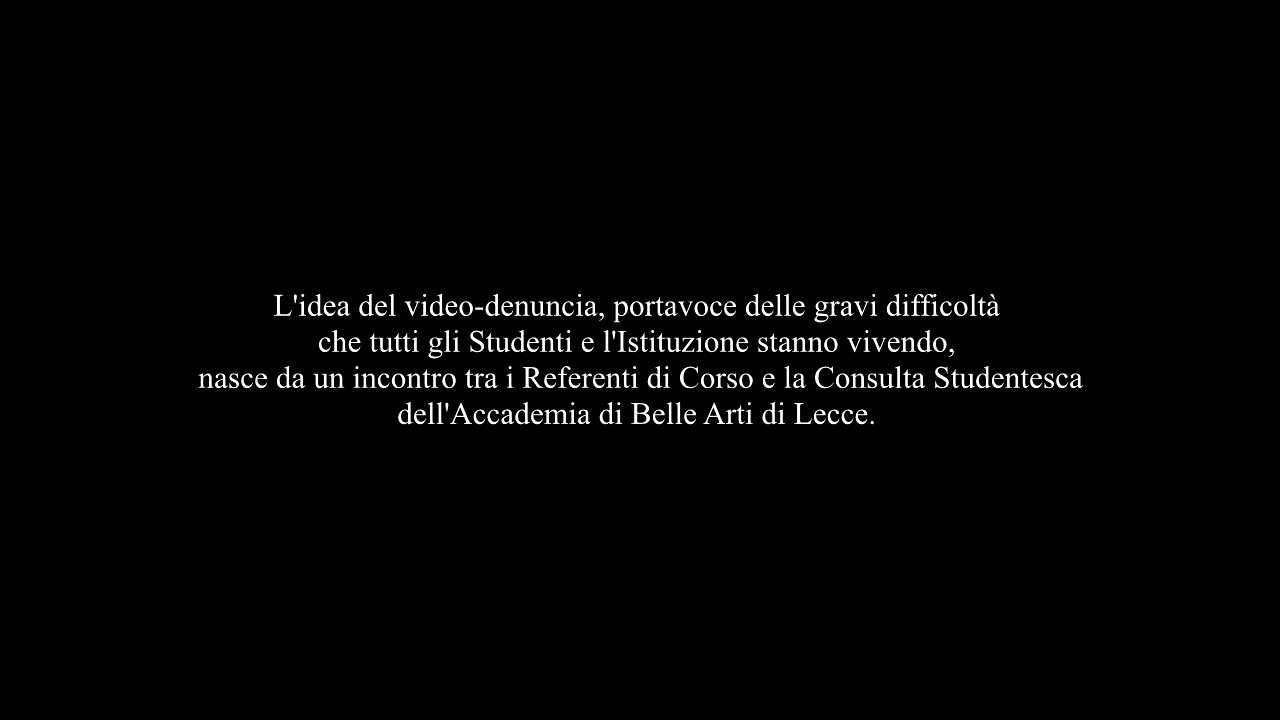 L'idea del video-denuncia, portavoce delle gravi difficoltà
che tutti gli Studenti e l'Istituzione stanno vivendo,
nasce da un incontro tra i Referenti di Corso e la Consulta Studentesca
dell'Accademia di Belle Arti di Lecce.